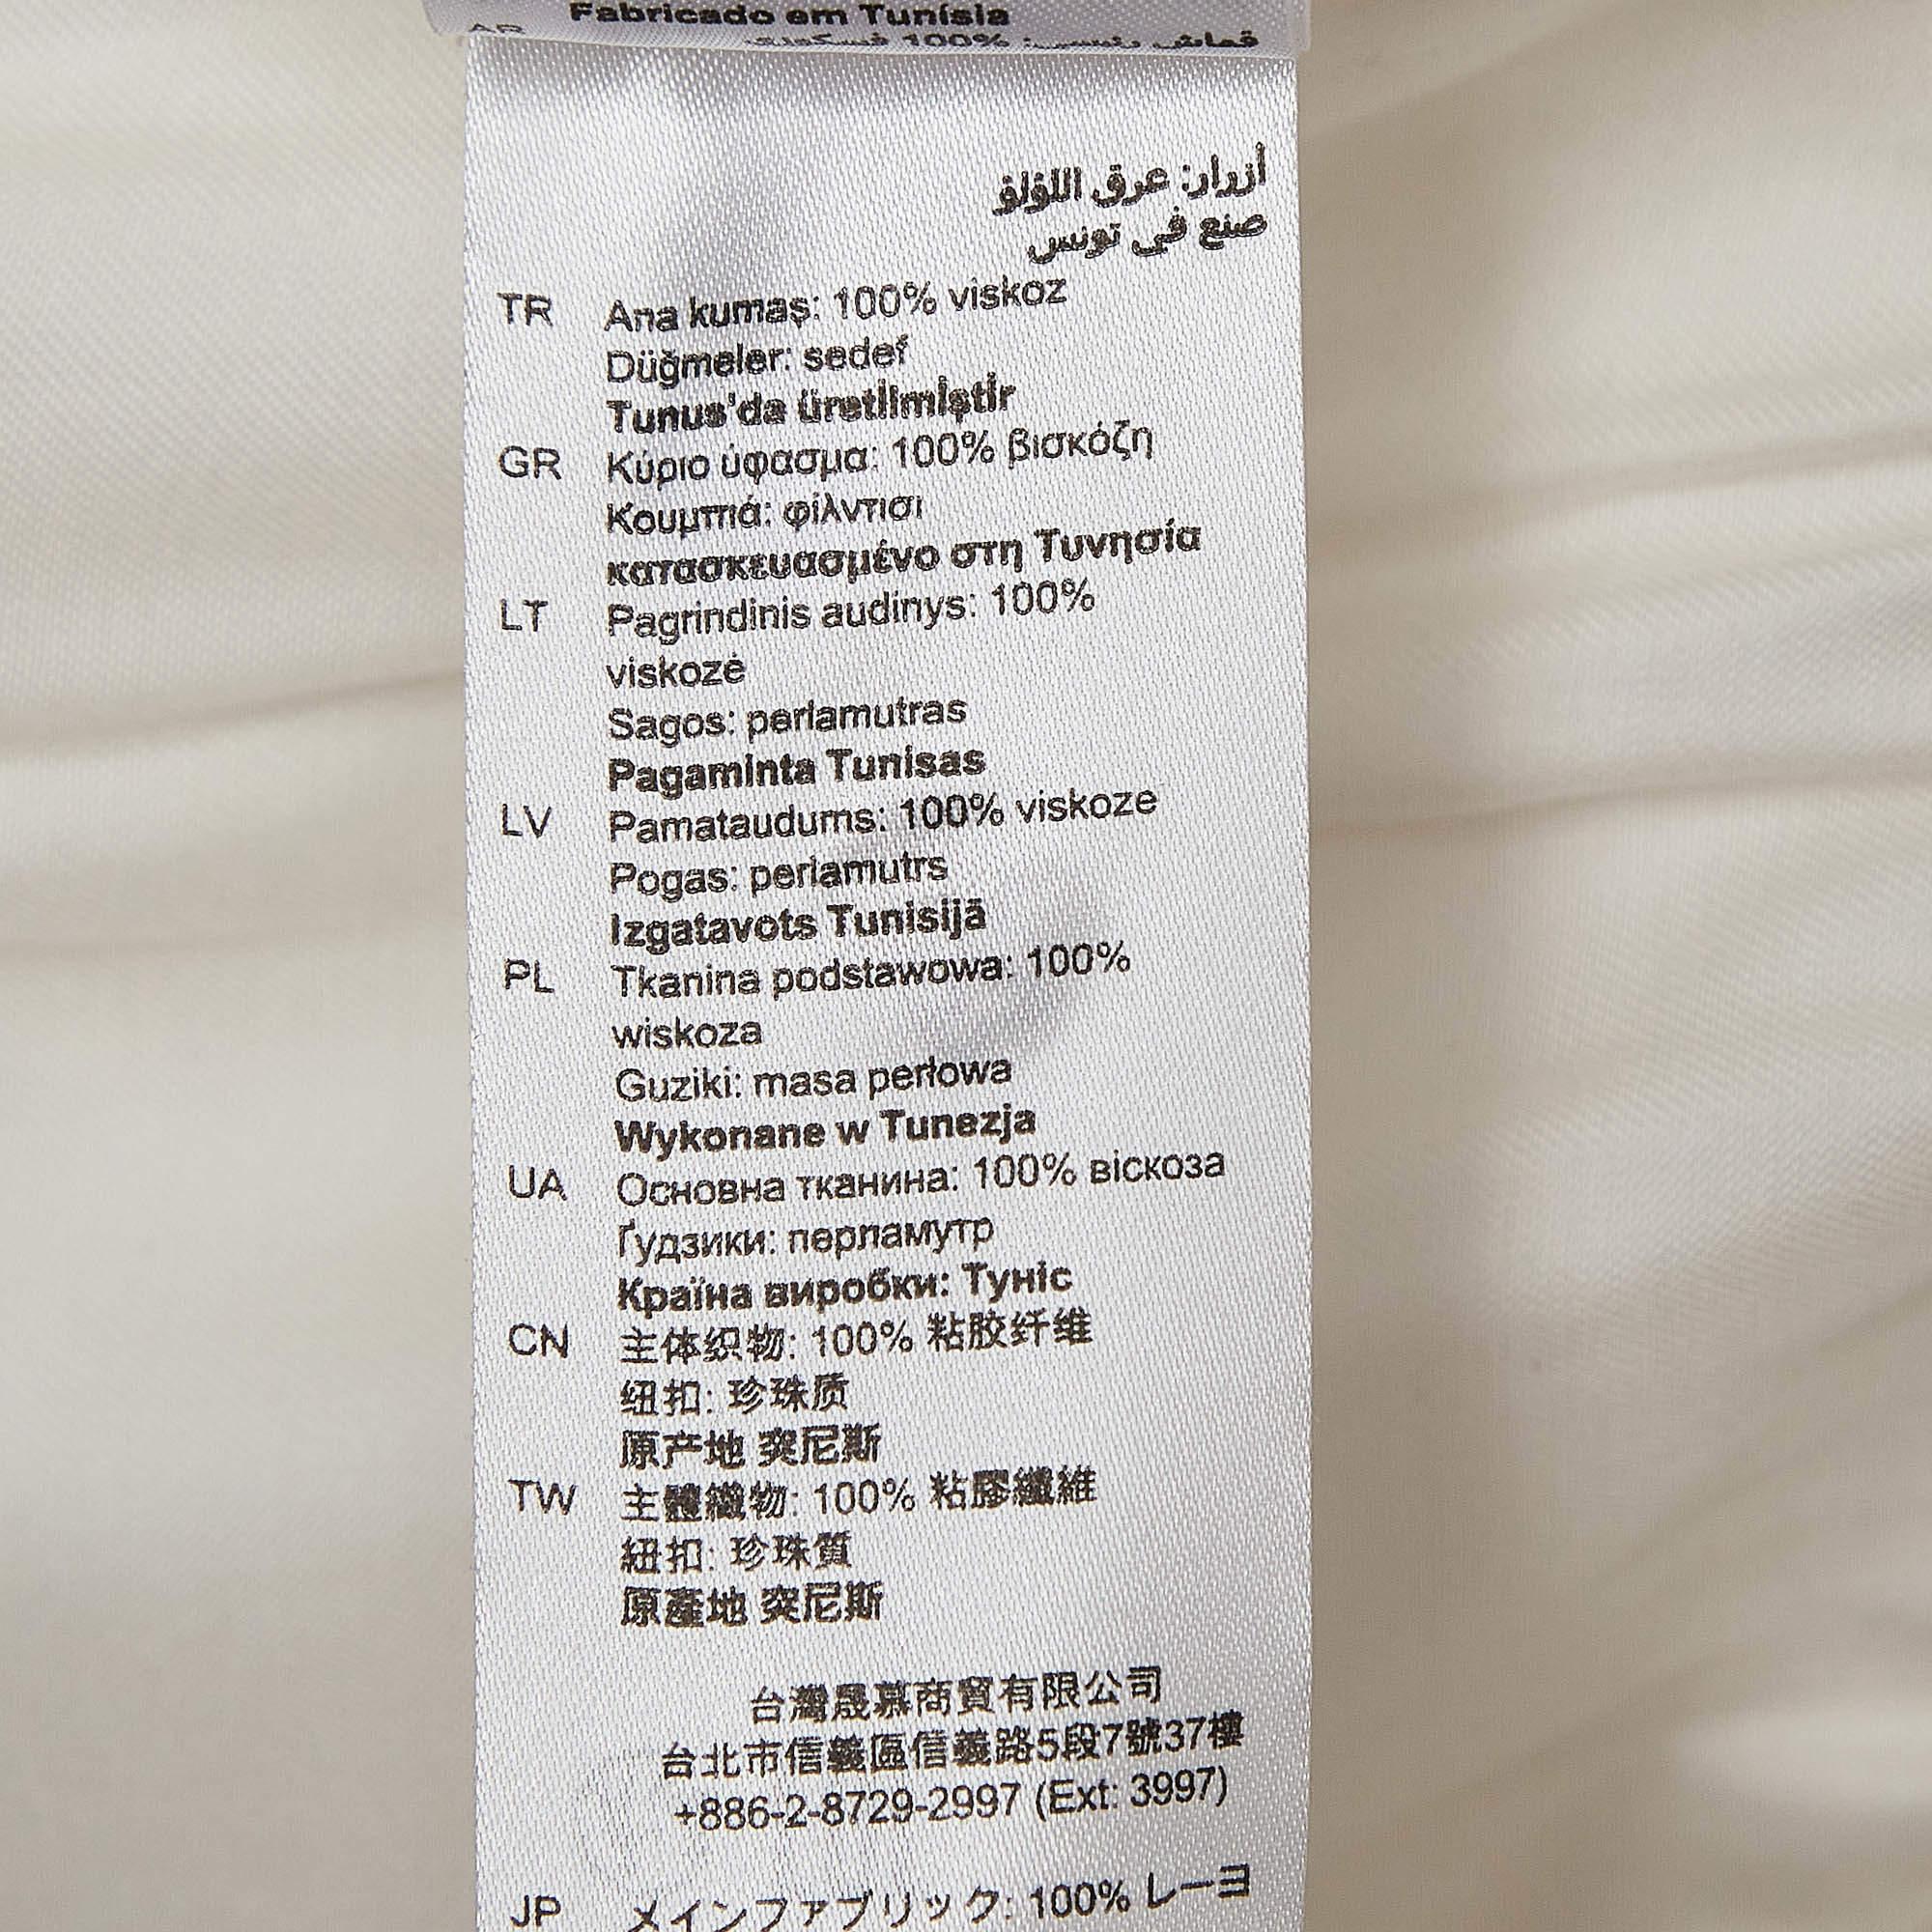 Fabricado em Tunísia
AR قماش رئيسي: 100% فسكوزي
أزرار: عرق اللؤلؤ
صنع في تونس
TR Ana kumaş: 100% viskoz
Düğmeler: sedef
Tunus'da üretilmiştir
GR Κύριο ύφασμα: 100% βισκόζη
Κουμπιά: φίλντισι
κατασκευασμένο στη Τυνησία
LT Pagrindinis audinys: 100%
viskozė
Sagos: perlamutras
Pagaminta Tunisas
LV Pamataudums: 100% viskoze
Pogas: perlamutrs
Izgatavots Tunisijā
PL Tkanina podstawowa: 100%
wiskoza
Guziki: masa perłowa
Wykonane w Tunezja
UA Основна тканина: 100% віскоза
Ґудзики: перламутр
Країна виробки: Туніс
CN 主体织物: 100% 粘胶纤维
纽扣: 珍珠质
原产地 突尼斯
TW 主體織物: 100% 粘膠纖維
紐扣: 珍珠質
原產地 突尼斯
台灣晟慕商貿有限公司
台北市信義區信義路5段7號37樓
+886-2-8729-2997 (Ext: 3997)
JP メインファブリック: 100% レーヨ